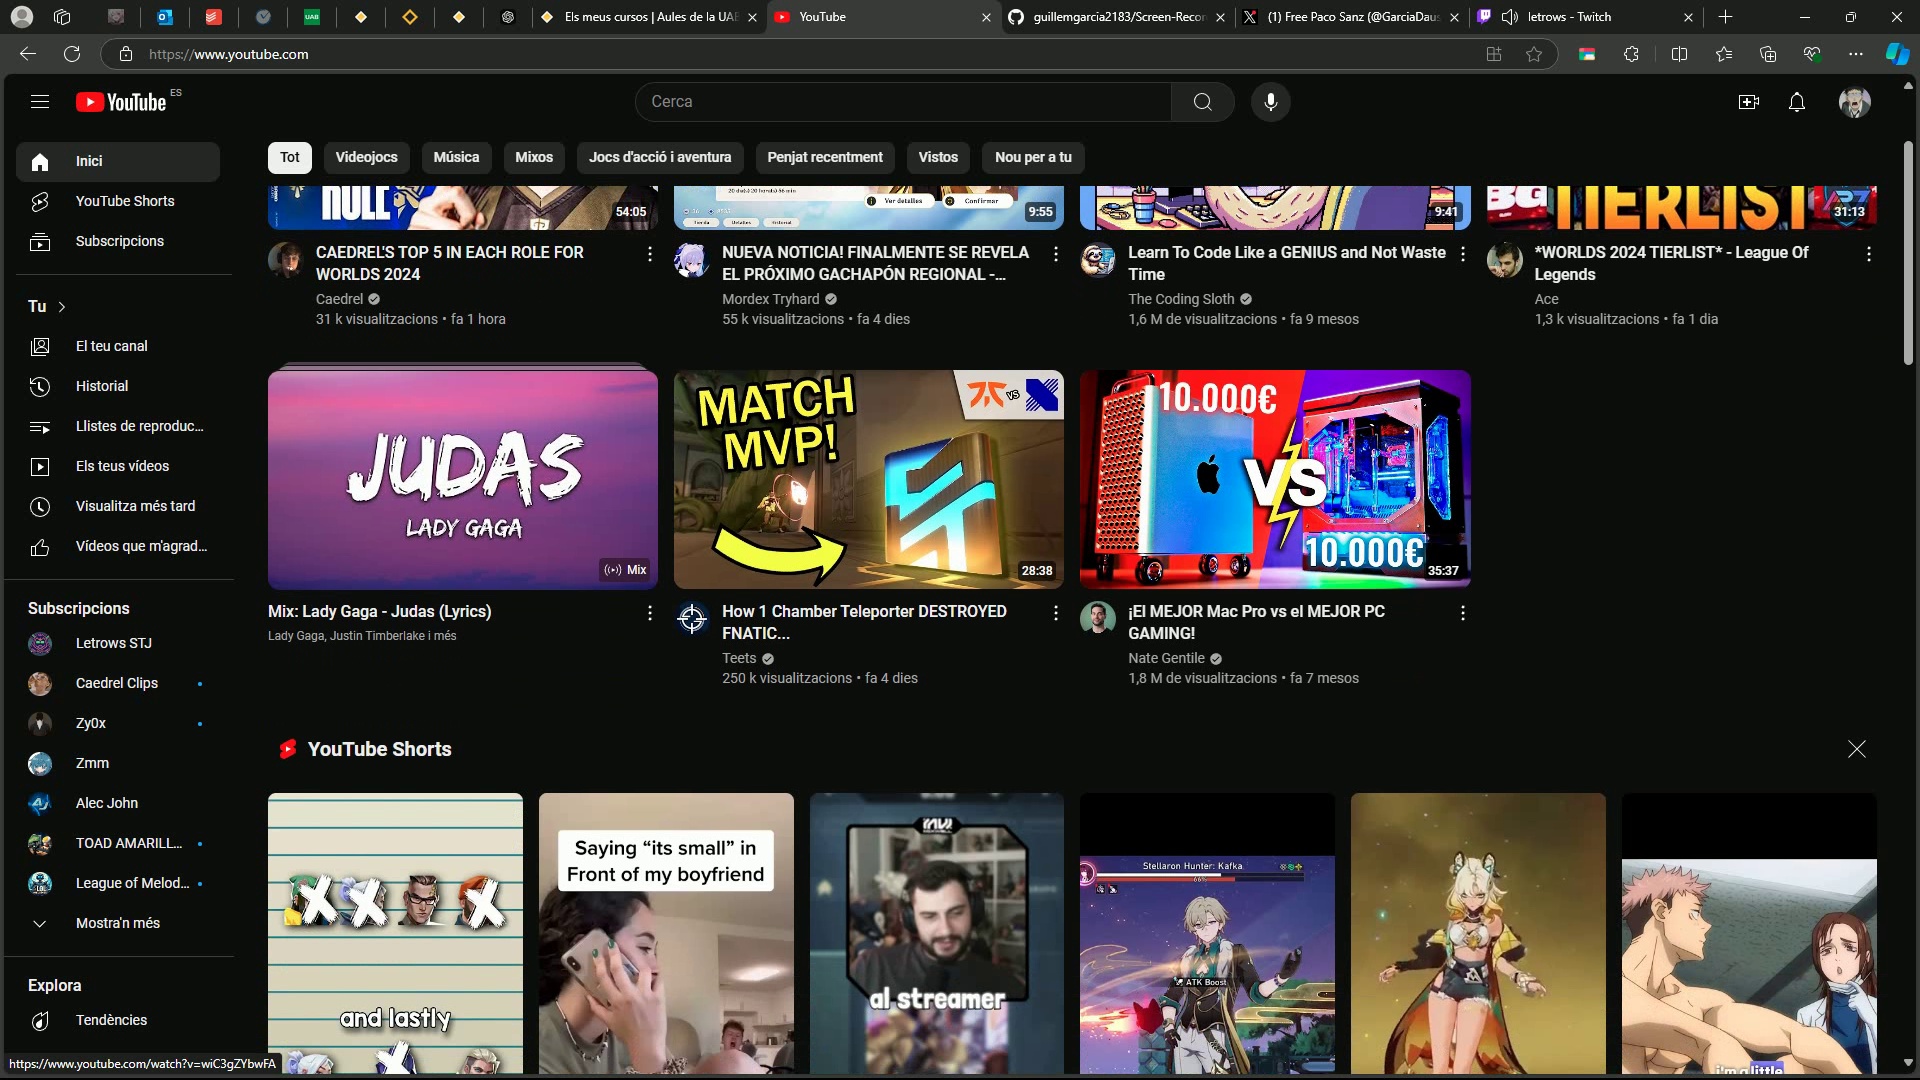 UAB
Els meus cursos | Aules de la UAB
YouTube
guillemgarcia2183/Screen-Recor
(1) Free Paco Sanz (@GarciaDaus
letrows - Twitch
https://www.youtube.com
YouTube ES
Cerca
Inici
YouTube Shorts
Subscripcions
Tu
El teu canal
Historial
Llistes de reproduc...
Els teus vídeos
Visualitza més tard
Vídeos que m'agrad...
Subscripcions
Letrows STJ
Caedrel Clips
Zy0x
Zmm
Alec John
TOAD AMARILL...
League of Melod...
Mostra'n més
Explora
Tendències
https://www.youtube.com/watch?v=wiC3gZYbwFA
Tot
Videojocs
Música
Mixos
Jocs d'acció i aventura
Penjat recentment
Vistos
Nou per a tu
RULE
54:05
CAEDREL'S TOP 5 IN EACH ROLE FOR
WORLDS 2024
Caedrel
31 k visualitzacions • fa 1 hora
Ver detalles
Confirmar
Tienda
Detalles
Historial
9:55
NUEVA NOTICIA! FINALMENTE SE REVELA
EL PRÓXIMO GACHAPÓN REGIONAL -...
Mordex Tryhard
55 k visualitzacions • fa 4 dies
9:41
Learn To Code Like a GENIUS and Not Waste
Time
The Coding Sloth
1,6 M de visualitzacions • fa 9 mesos
BG
TIERLIST
31:13
*WORLDS 2024 TIERLIST* - League Of
Legends
Ace
1,3 k visualitzacions • fa 1 dia
JUDAS
LADY GAGA
Mix
Mix: Lady Gaga - Judas (Lyrics)
Lady Gaga, Justin Timberlake i més
MATCH
MVP!
VS
28:38
How 1 Chamber Teleporter DESTROYED
FNATIC...
Teets
250 k visualitzacions • fa 4 dies
10.000€
VS
10.000€
35:37
¡El MEJOR Mac Pro vs el MEJOR PC
GAMING!
Nate Gentile
1,8 M de visualitzacions • fa 7 mesos
YouTube Shorts
and lastly
Saying “its small” in
Front of my boyfriend
al streamer
Stellaron Hunter: Kafka
66%
ATK Boost
i'm a little